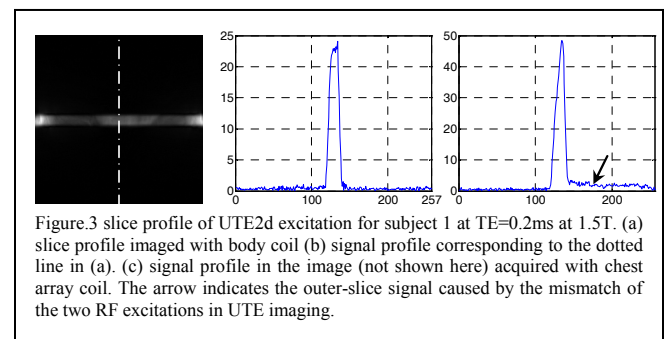 25
20
15
10
5
0
0 100 200 257
50
40
30
20
10
0
0 100 200
Figure.3 slice profile of UTE2d excitation for subject 1 at TE=0.2ms at 1.5T. (a)
slice profile imaged with body coil (b) signal profile corresponding to the dotted
line in (a). (c) signal profile in the image (not shown here) acquired with chest
array coil. The arrow indicates the outer-slice signal caused by the mismatch of
the two RF excitations in UTE imaging.